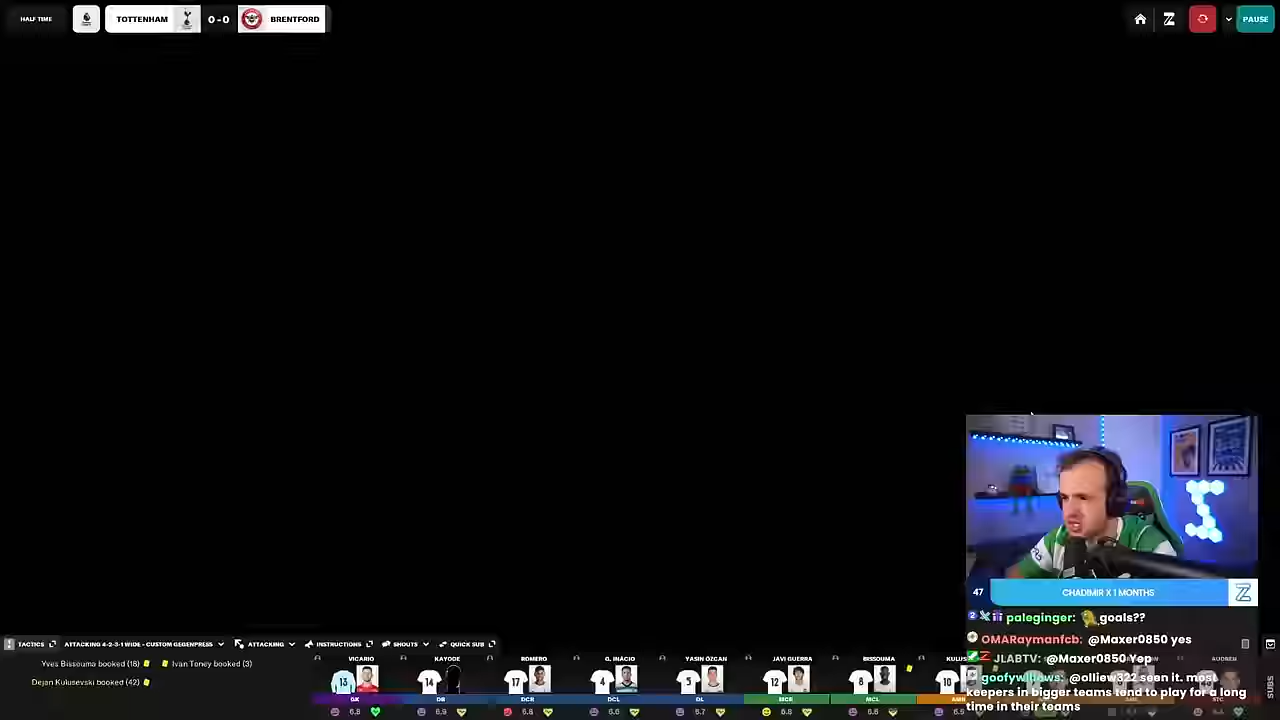 HALF TIME
TOTTENHAM
0 - 0
BRENTFORD
PAUSE
CHADIMIR X 1 MONTHS
47
paleginger: goals??
OMARaymanfcb: @Maxer0850 yes
JLABTV: @Maxer0850 Yep
goofywillows: @olliew322 seen it. most
keepers in bigger teams tend to play for a long
time in their teams
TACTICS
ATTACKING 4-2-3-1 WIDE - CUSTOM GEGENPRESS
ATTACKING
INSTRUCTIONS
SHOUTS
QUICK SUB
Yves Bissouma booked (18)
Ivan Toney booked (3)
Dejan Kulusevski booked (42)
VICARIO
KAYODE
ROMERO
G. INÁCIO
YASIN ÖZCAN
JAVI GUERRA
BISSOUMA
13
14
17
4
5
12
8
10
GK
DR
DCR
DCL
DL
MCR
MCL
6.8
6.9
6.8
6.6
6.7
6.8
6.6
SUBS